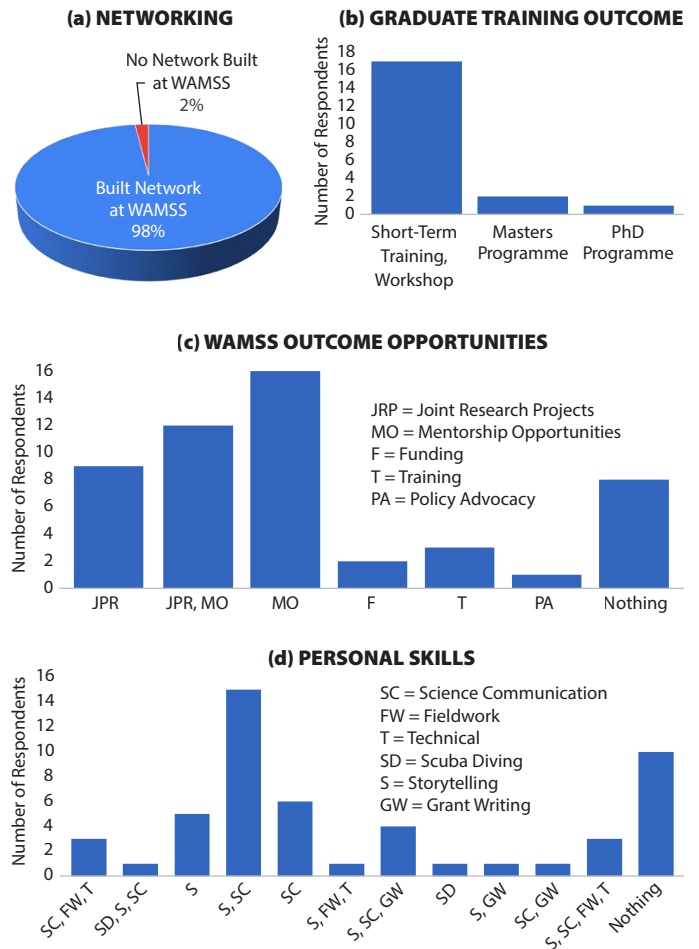 (a) NETWORKING
No Network Built
at WAMSS
2%
Built Network
at WAMSS
98%
(b) GRADUATE TRAINING OUTCOME
Number of Respondents
18
16
14
12
10
8
6
4
2
0
Short-Term
Training,
Workshop
Masters
Programme
PhD
Programme
(c) WAMSS OUTCOME OPPORTUNITIES
Number of Respondents
16
14
12
10
8
6
4
2
0
JRP = Joint Research Projects
MO = Mentorship Opportunities
F = Funding
T = Training
PA = Policy Advocacy
JPR
JPR, MO
MO
F
T
PA
Nothing
(d) PERSONAL SKILLS
Number of Respondents
16
14
12
10
8
6
4
2
0
SC = Science Communication
FW = Fieldwork
T = Technical
SD = Scuba Diving
S = Storytelling
GW = Grant Writing
SC, FW, T
SD, S, SC
S
S, SC
SC
S, FW, T
S, SC, GW
SD
S, GW
SC, GW
S, SC, FW, T
Nothing